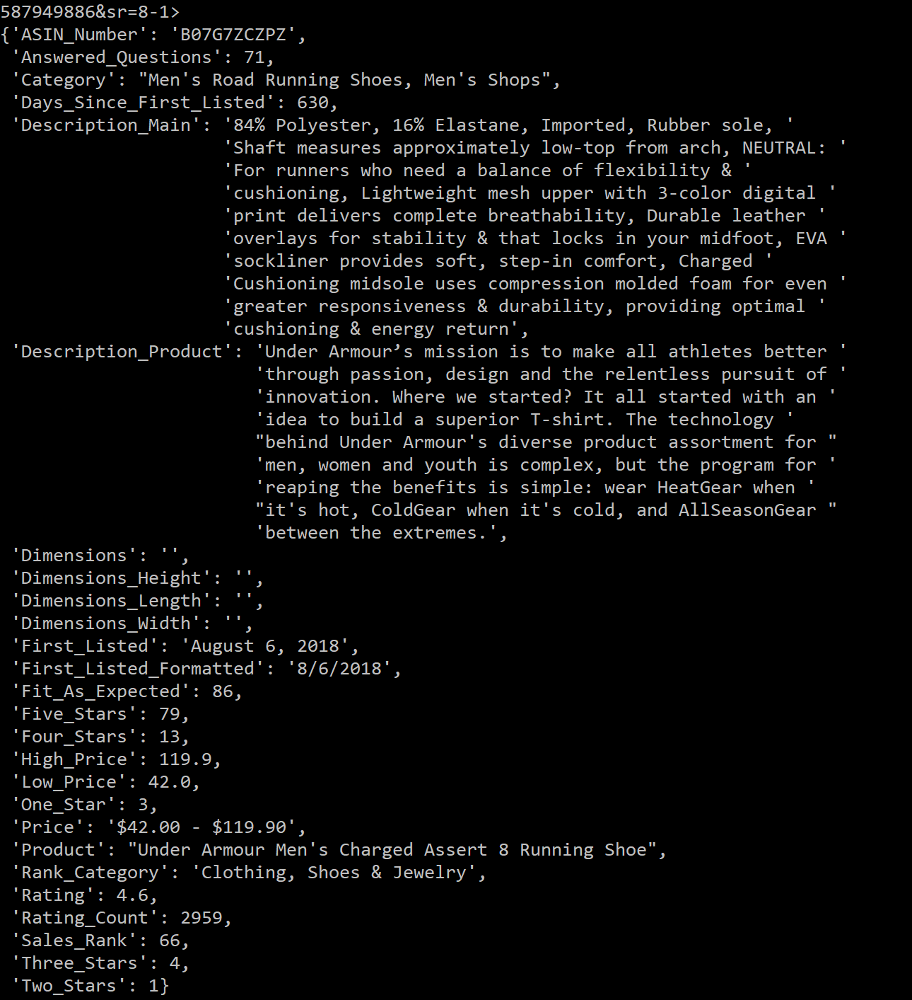 587949886&sr=8-1>
{'ASIN_Number': 'B07G7ZCZPZ',
 'Answered_Questions': 71,
 'Category': "Men's Road Running Shoes, Men's Shops",
 'Days_Since_First_Listed': 630,
 'Description_Main': '84% Polyester, 16% Elastane, Imported, Rubber sole, '
                     'Shaft measures approximately low-top from arch, NEUTRAL: '
                     'For runners who need a balance of flexibility & '
                     'cushioning, Lightweight mesh upper with 3-color digital '
                     'print delivers complete breathability, Durable leather '
                     'overlays for stability & that locks in your midfoot, EVA '
                     'sockliner provides soft, step-in comfort, Charged '
                     'Cushioning midsole uses compression molded foam for even '
                     'greater responsiveness & durability, providing optimal '
                     'cushioning & energy return',
 'Description_Product': 'Under Armour’s mission is to make all athletes better '
                        'through passion, design and the relentless pursuit of '
                        'innovation. Where we started? It all started with an '
                        'idea to build a superior T-shirt. The technology '
                        "behind Under Armour's diverse product assortment for "
                        'men, women and youth is complex, but the program for '
                        'reaping the benefits is simple: wear HeatGear when '
                        "it's hot, ColdGear when it's cold, and AllSeasonGear "
                        'between the extremes.',
 'Dimensions': '',
 'Dimensions_Height': '',
 'Dimensions_Length': '',
 'Dimensions_Width': '',
 'First_Listed': 'August 6, 2018',
 'First_Listed_Formatted': '8/6/2018',
 'Fit_As_Expected': 86,
 'Five_Stars': 79,
 'Four_Stars': 13,
 'High_Price': 119.9,
 'Low_Price': 42.0,
 'One_Star': 3,
 'Price': '$42.00 - $119.90',
 'Product': "Under Armour Men's Charged Assert 8 Running Shoe",
 'Rank_Category': 'Clothing, Shoes & Jewelry',
 'Rating': 4.6,
 'Rating_Count': 2959,
 'Sales_Rank': 66,
 'Three_Stars': 4,
 'Two_Stars': 1}